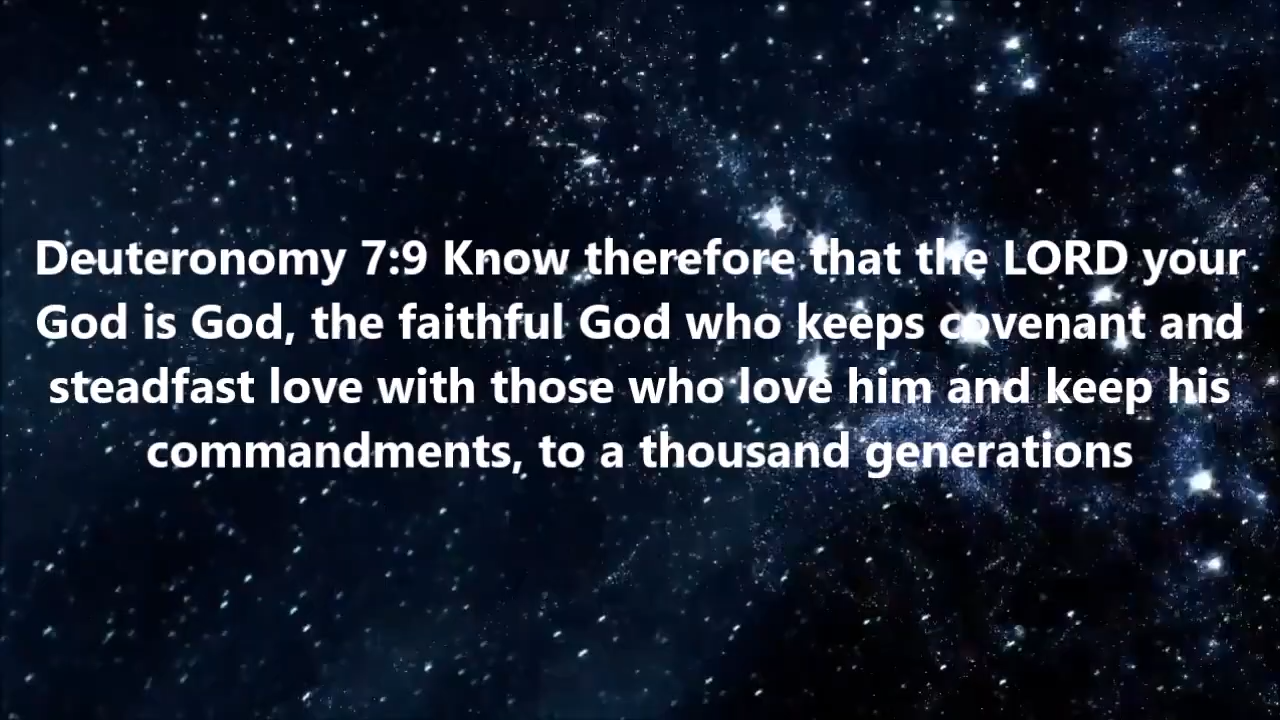 Deuteronomy 7:9 Know therefore that the LORD your
God is God, the faithful God who keeps covenant and
steadfast love with those who love him and keep his
commandments, to a thousand generations